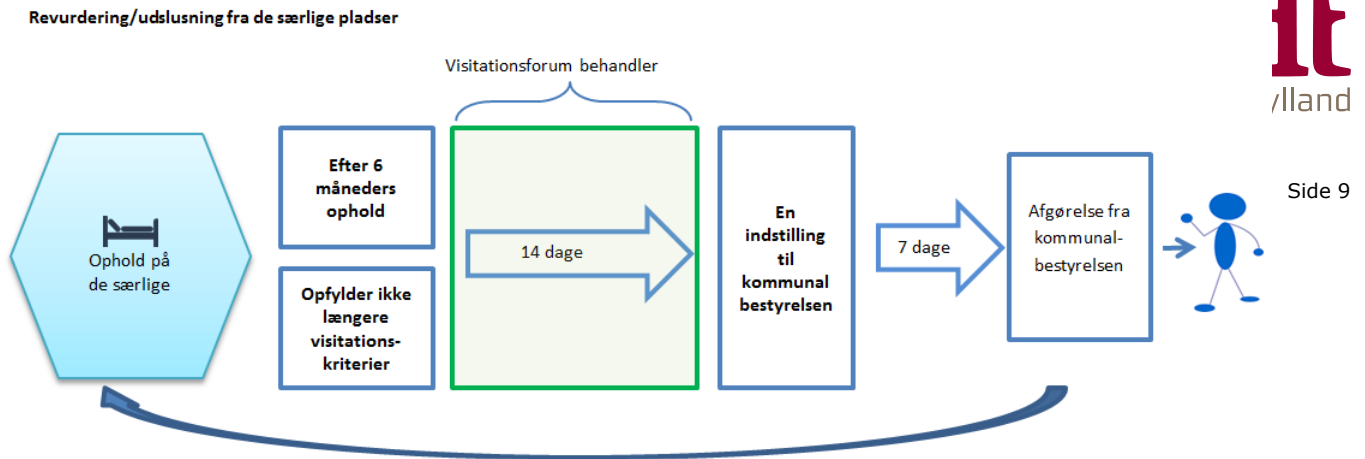 Revurdering/udslusning fra de særlige pladser
Visitationsforum behandler
Side 9
Ophold på
de særlige
Efter 6
måneders
ophold
Opfylder ikke
længere
visitations-
kriterier
14 dage
En
indstilling
til
kommunal
bestyrelsen
7 dage
Afgørelse fra
kommunal-
bestyrelsen